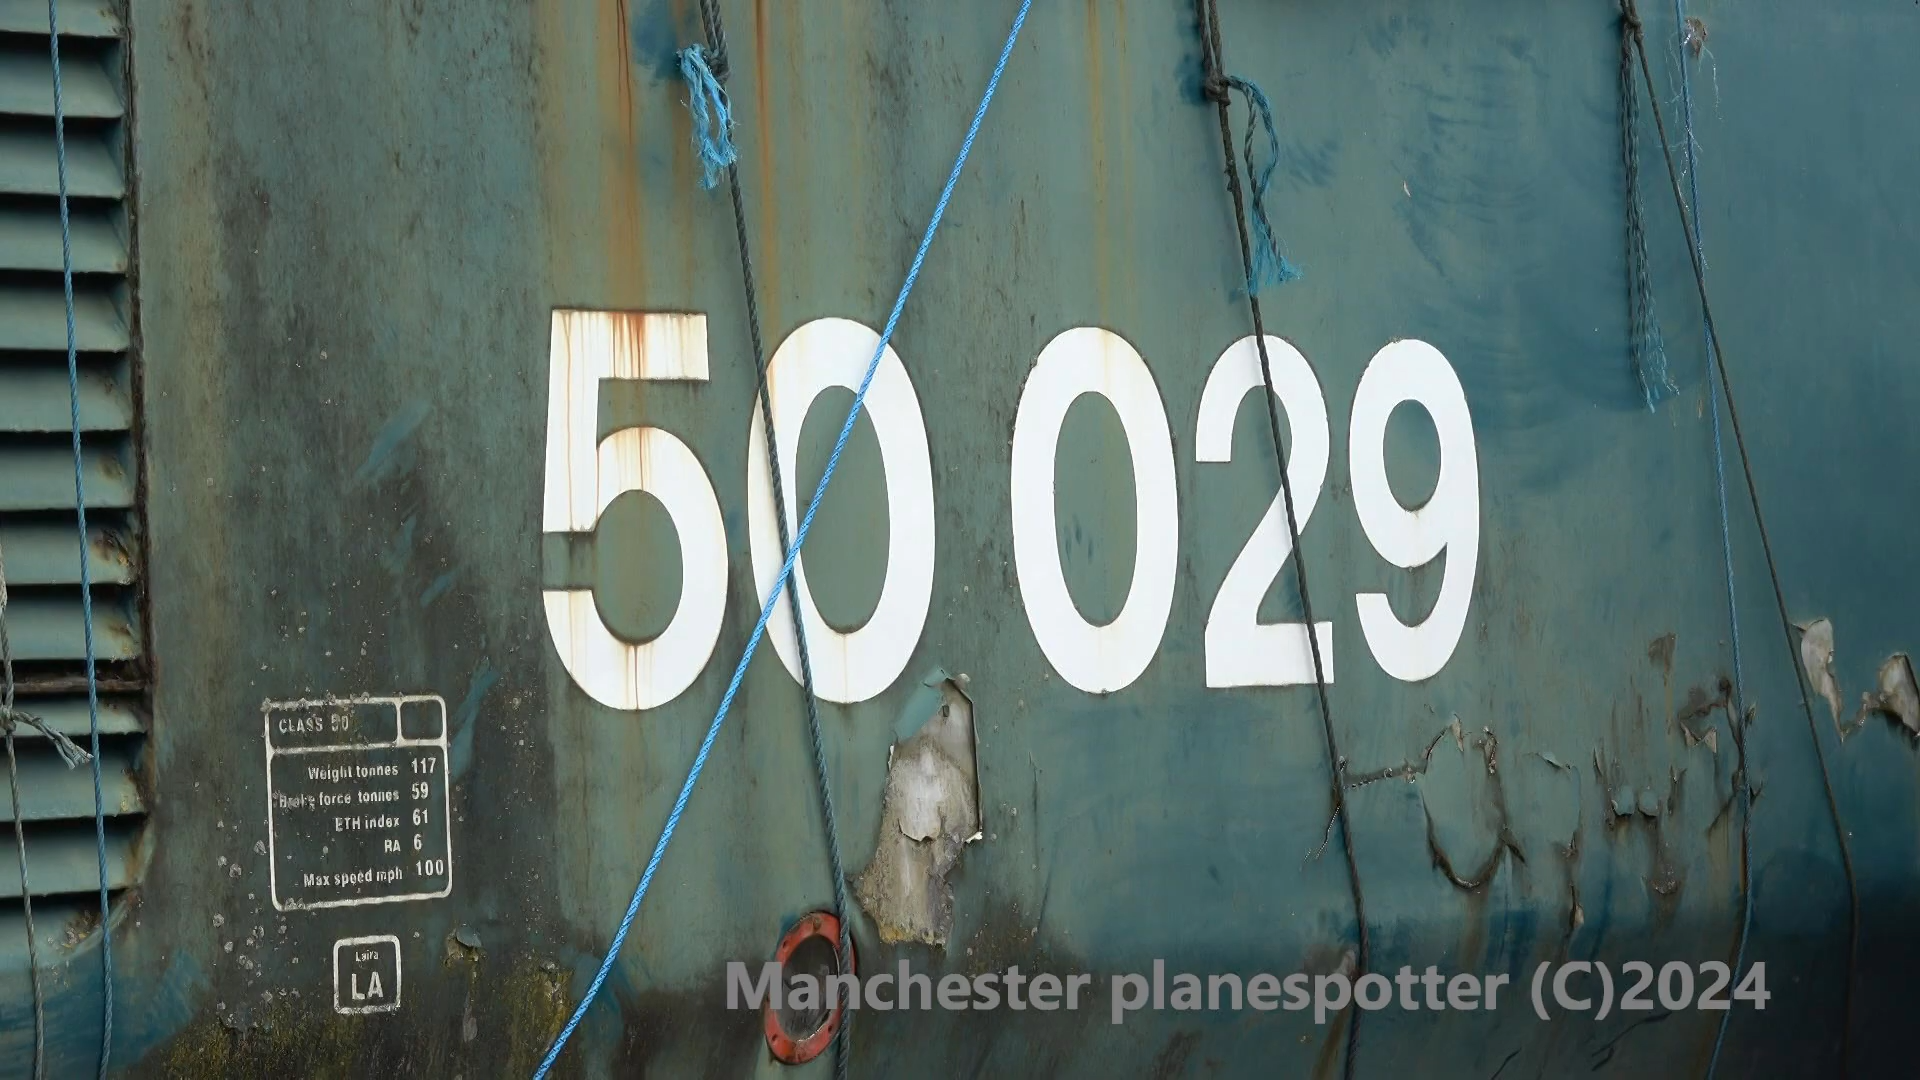 50 029
CLASS 50
Weight tonnes 117
Brake force tonnes 59
ETH index 61
RA 6
Max speed mph 100
Laira
LA
Manchester planespotter (C)2024